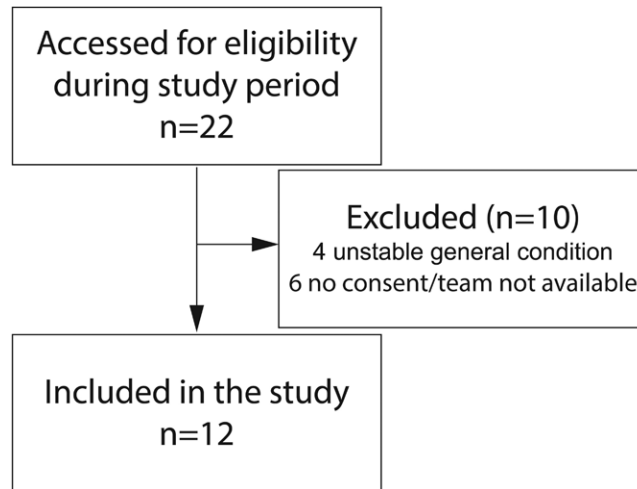 Accessed for eligibility
during study period
n=22
Excluded (n=10)
4 unstable general condition
6 no consent/team not available
Included in the study
n=12